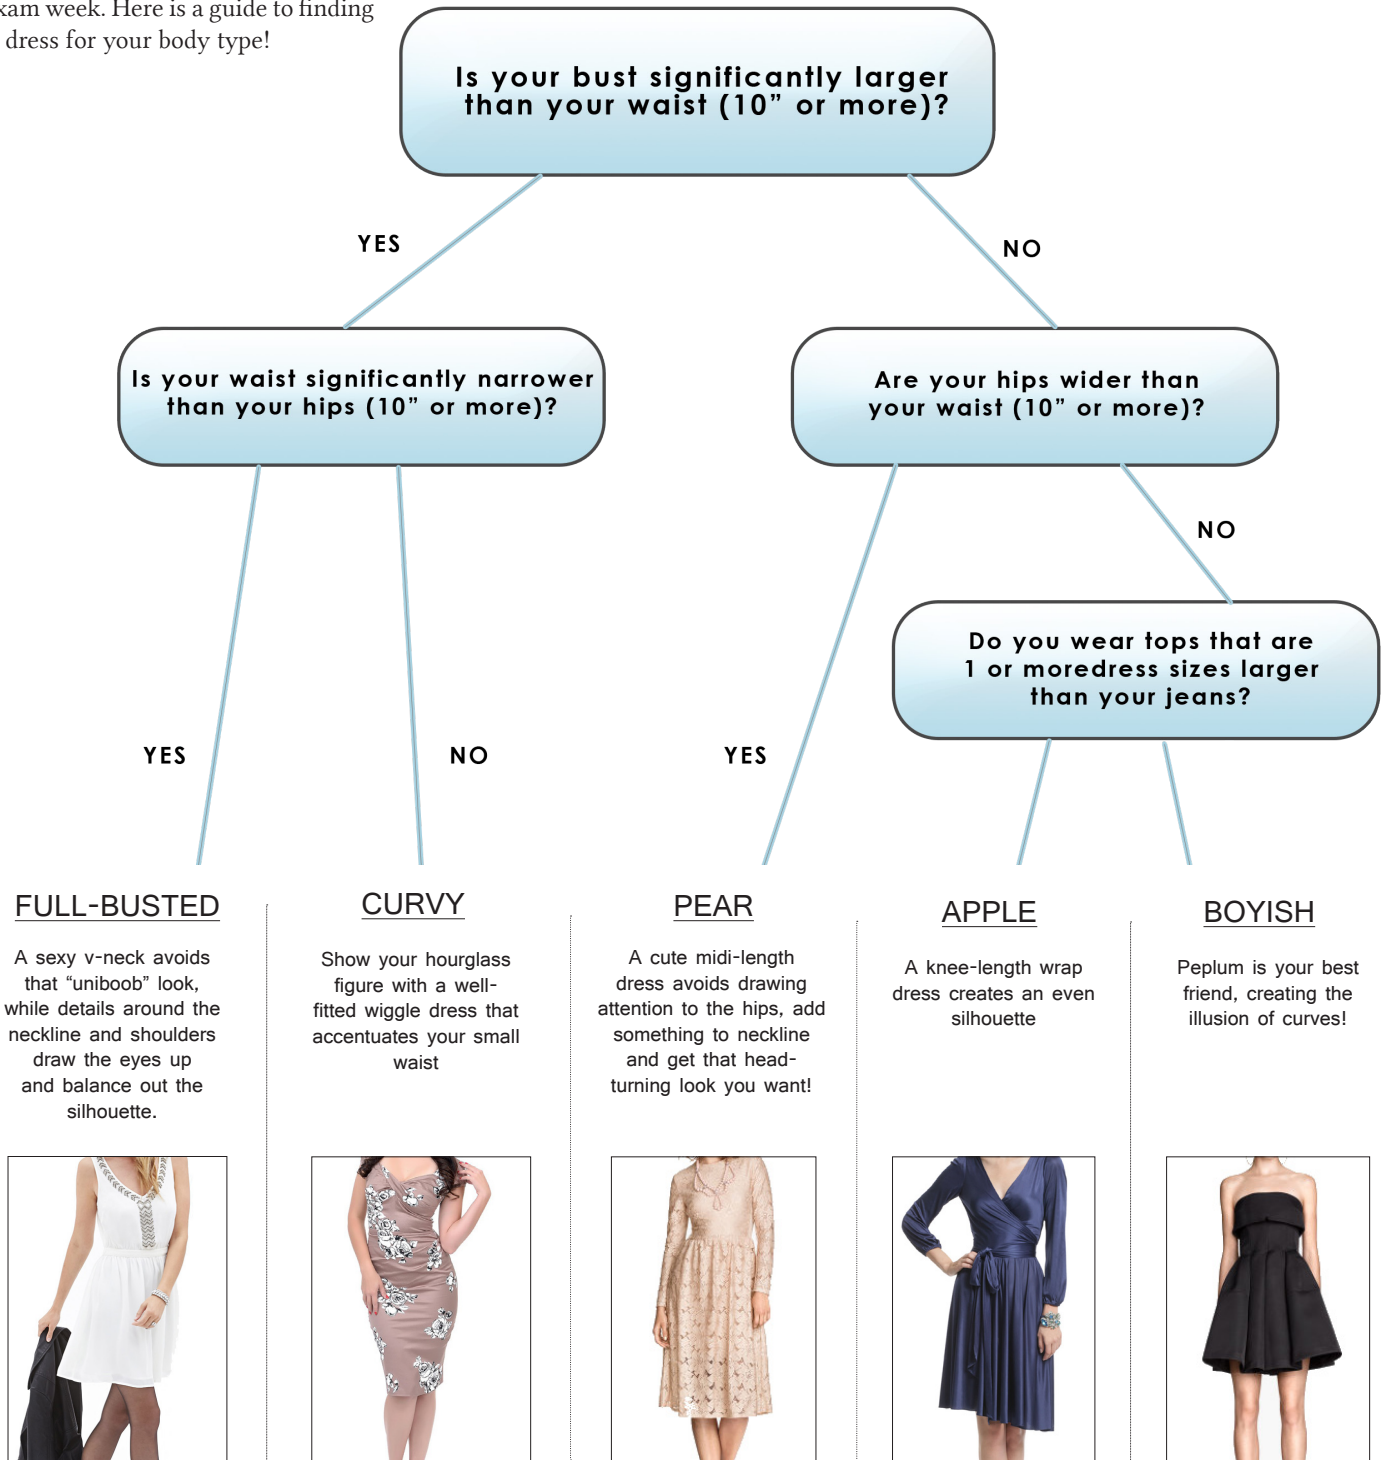 xam week. Here is a guide to finding
dress for your body type!
Is your bust significantly larger
than your waist (10” or more)?
YES
NO
Is your waist significantly narrower
than your hips (10” or more)?
Are your hips wider than
your waist (10” or more)?
NO
Do you wear tops that are
1 or moredress sizes larger
than your jeans?
YES
NO
YES
FULL-BUSTED
A sexy v-neck avoids
that “uniboob” look,
while details around the
neckline and shoulders
draw the eyes up
and balance out the
silhouette.
CURVY
Show your hourglass
figure with a well-
fitted wiggle dress that
accentuates your small
waist
PEAR
A cute midi-length
dress avoids drawing
attention to the hips, add
something to neckline
and get that head-
turning look you want!
APPLE
A knee-length wrap
dress creates an even
silhouette
BOYISH
Peplum is your best
friend, creating the
illusion of curves!